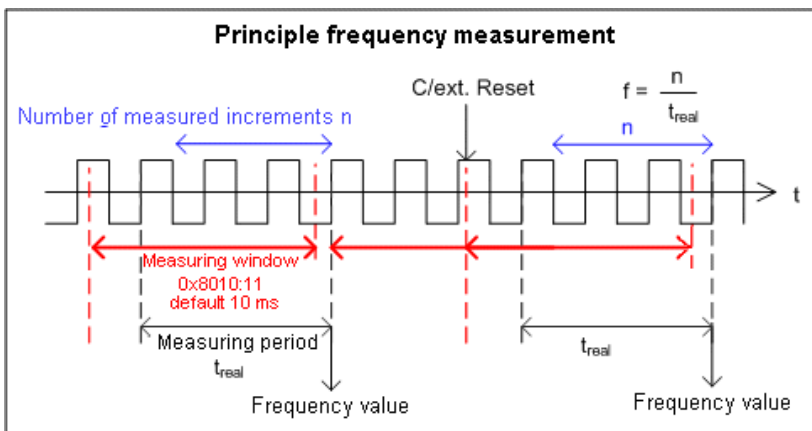 Principle frequency measurement
C/ext. Reset
f = n / t_real
Number of measured increments n
n
t
Measuring window
0x8010:11
default 10 ms
Measuring period
t_real
t_real
Frequency value
Frequency value